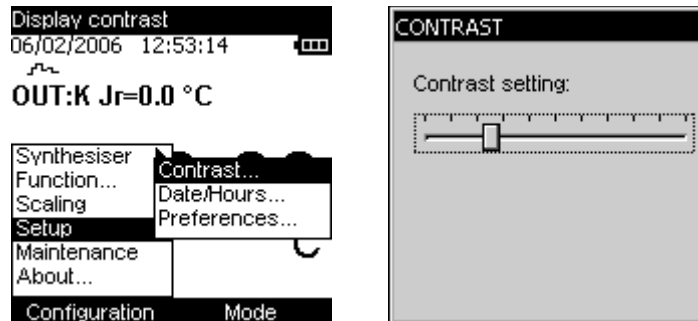 Display contrast
06/02/2006 12:53:14
OUT:K Jr=0.0 °C
Synthesiser
Function...
Scaling
Setup
Maintenance
About...
Contrast...
Date/Hours...
Preferences...
Configuration Mode
CONTRAST
Contrast setting: